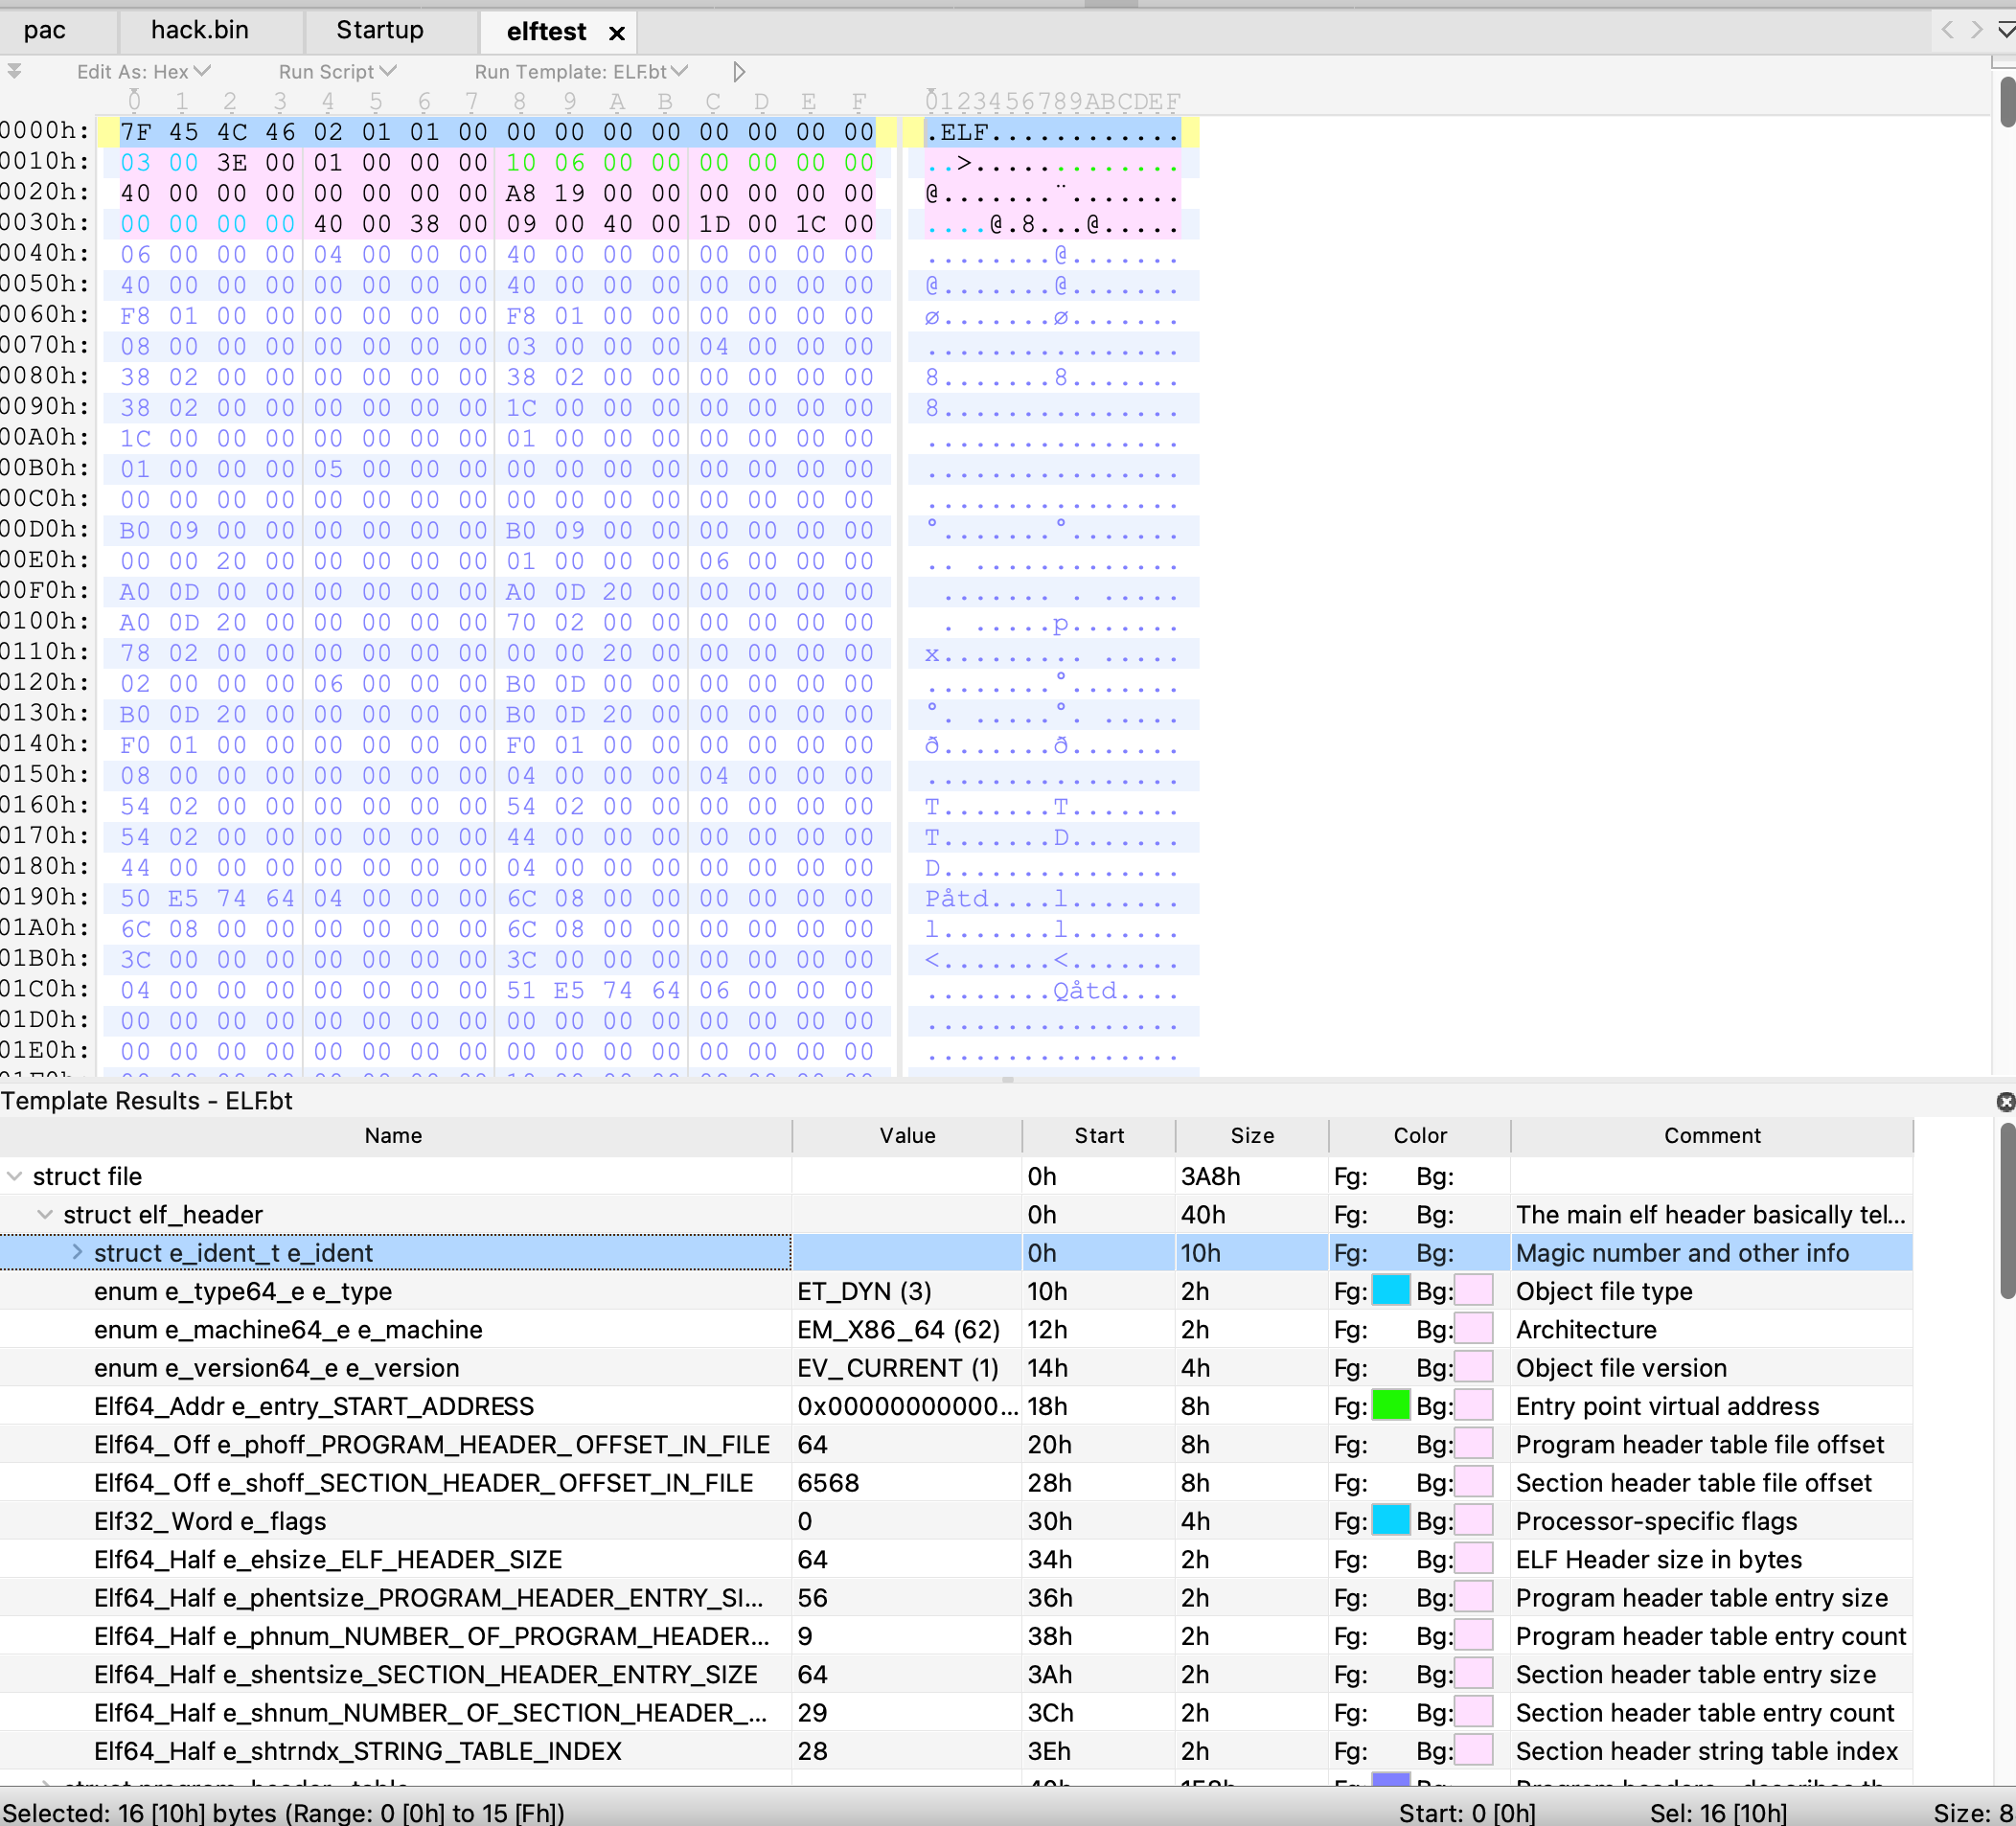 pac hack.bin Startup elftest x
Edit As: Hex Run Script Run Template: ELF.bt
0 1 2 3 4 5 6 7 8 9 A B C D E F 0123456789ABCDEF
0000h: 7F 45 4C 46 02 01 01 00 00 00 00 00 00 00 00 00 .ELF............
0010h: 03 00 3E 00 01 00 00 00 10 06 00 00 00 00 00 00 ..>.............
0020h: 40 00 00 00 00 00 00 00 A8 19 00 00 00 00 00 00 @.......¨.......
0030h: 00 00 00 00 40 00 38 00 09 00 40 00 1D 00 1C 00 ....@.8...@.....
0040h: 06 00 00 00 04 00 00 00 40 00 00 00 00 00 00 00 ........@.......
0050h: 40 00 00 00 00 00 00 00 40 00 00 00 00 00 00 00 @.......@.......
0060h: F8 01 00 00 00 00 00 00 F8 01 00 00 00 00 00 00 ø.......ø.......
0070h: 08 00 00 00 00 00 00 00 03 00 00 00 04 00 00 00 ................
0080h: 38 02 00 00 00 00 00 00 38 02 00 00 00 00 00 00 8.......8.......
0090h: 38 02 00 00 00 00 00 00 1C 00 00 00 00 00 00 00 8...............
00A0h: 1C 00 00 00 00 00 00 00 01 00 00 00 00 00 00 00 ................
00B0h: 01 00 00 00 05 00 00 00 00 00 00 00 00 00 00 00 ................
00C0h: 00 00 00 00 00 00 00 00 00 00 00 00 00 00 00 00 ................
00D0h: B0 09 00 00 00 00 00 00 B0 09 00 00 00 00 00 00 °.......°.......
00E0h: 00 00 20 00 00 00 00 00 01 00 00 00 06 00 00 00 .. .............
00F0h: A0 0D 00 00 00 00 00 00 A0 0D 20 00 00 00 00 00  .......  . .....
0100h: A0 0D 20 00 00 00 00 00 70 02 00 00 00 00 00 00  . .....p.......
0110h: 78 02 00 00 00 00 00 00 00 00 20 00 00 00 00 00 x......... .....
0120h: 02 00 00 00 06 00 00 00 B0 0D 00 00 00 00 00 00 ........°.......
0130h: B0 0D 20 00 00 00 00 00 B0 0D 20 00 00 00 00 00 °. .....°. .....
0140h: F0 01 00 00 00 00 00 00 F0 01 00 00 00 00 00 00 ð.......ð.......
0150h: 08 00 00 00 00 00 00 00 04 00 00 00 04 00 00 00 ................
0160h: 54 02 00 00 00 00 00 00 54 02 00 00 00 00 00 00 T.......T.......
0170h: 54 02 00 00 00 00 00 00 44 00 00 00 00 00 00 00 T.......D.......
0180h: 44 00 00 00 00 00 00 00 04 00 00 00 00 00 00 00 D...............
0190h: 50 E5 74 64 04 00 00 00 6C 08 00 00 00 00 00 00 Påtd....l.......
01A0h: 6C 08 00 00 00 00 00 00 6C 08 00 00 00 00 00 00 l.......l.......
01B0h: 3C 00 00 00 00 00 00 00 3C 00 00 00 00 00 00 00 <.......<.......
01C0h: 04 00 00 00 00 00 00 00 51 E5 74 64 06 00 00 00 ........Qåtd....
01D0h: 00 00 00 00 00 00 00 00 00 00 00 00 00 00 00 00 ................
01E0h: 00 00 00 00 00 00 00 00 00 00 00 00 00 00 00 00 ................
Template Results - ELF.bt
Name Value Start Size Color Comment
struct file 0h 3A8h Fg: Bg:
struct elf_header 0h 40h Fg: Bg: The main elf header basically tel...
struct e_ident_t e_ident 0h 10h Fg: Bg: Magic number and other info
enum e_type64_e e_type ET_DYN (3) 10h 2h Fg: Bg: Object file type
enum e_machine64_e e_machine EM_X86_64 (62) 12h 2h Fg: Bg: Architecture
enum e_version64_e e_version EV_CURRENT (1) 14h 4h Fg: Bg: Object file version
Elf64_Addr e_entry_START_ADDRESS 0x00000000000... 18h 8h Fg: Bg: Entry point virtual address
Elf64_Off e_phoff_PROGRAM_HEADER_OFFSET_IN_FILE 64 20h 8h Fg: Bg: Program header table file offset
Elf64_Off e_shoff_SECTION_HEADER_OFFSET_IN_FILE 6568 28h 8h Fg: Bg: Section header table file offset
Elf32_Word e_flags 0 30h 4h Fg: Bg: Processor-specific flags
Elf64_Half e_ehsize_ELF_HEADER_SIZE 64 34h 2h Fg: Bg: ELF Header size in bytes
Elf64_Half e_phentsize_PROGRAM_HEADER_ENTRY_SI... 56 36h 2h Fg: Bg: Program header table entry size
Elf64_Half e_phnum_NUMBER_OF_PROGRAM_HEADER... 9 38h 2h Fg: Bg: Program header table entry count
Elf64_Half e_shentsize_SECTION_HEADER_ENTRY_SIZE 64 3Ah 2h Fg: Bg: Section header table entry size
Elf64_Half e_shnum_NUMBER_OF_SECTION_HEADER_... 29 3Ch 2h Fg: Bg: Section header table entry count
Elf64_Half e_shtrndx_STRING_TABLE_INDEX 28 3Eh 2h Fg: Bg: Section header string table index
Selected: 16 [10h] bytes (Range: 0 [0h] to 15 [Fh]) Start: 0 [0h] Sel: 16 [10h] Size: 8